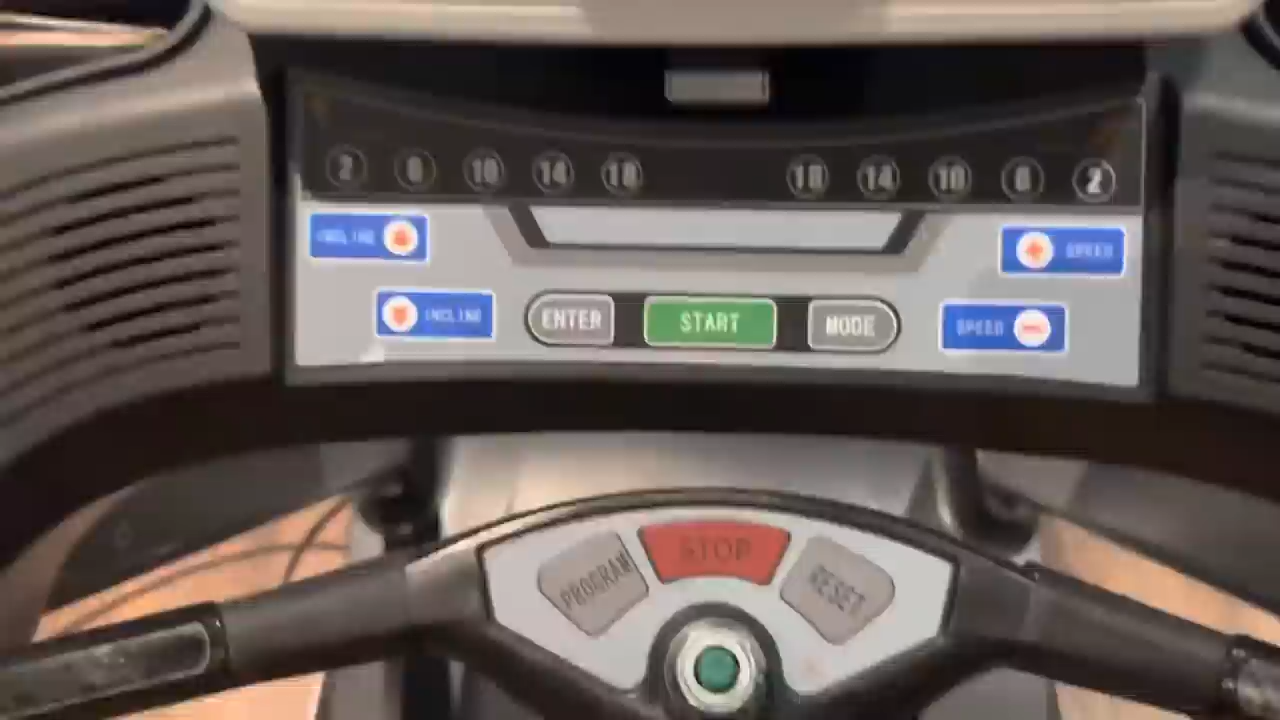 2 6 10 14 18 18 14 10 6 2
INCLINE SPEED
INCLINE ENTER START MODE SPEED
PROGRAM STOP RESET